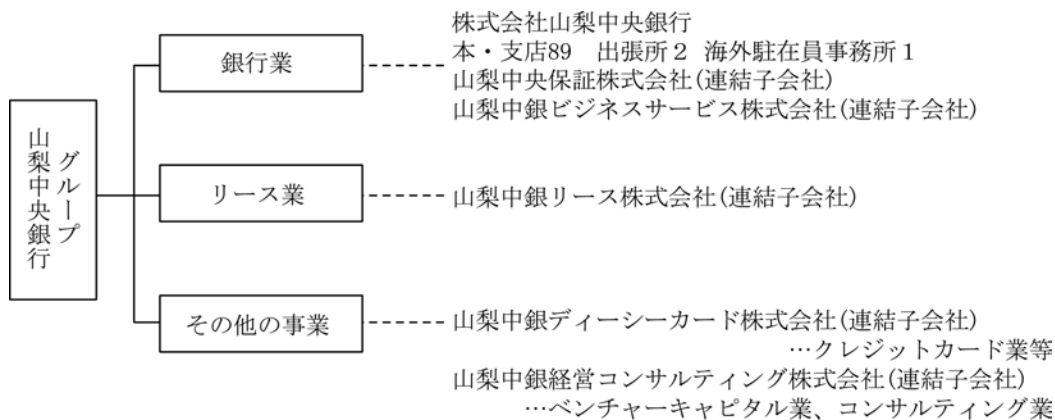 山梨中央銀行
グループ
銀行業
株式会社山梨中央銀行
本・支店89　出張所２ 海外駐在員事務所１
山梨中央保証株式会社(連結子会社)
山梨中銀ビジネスサービス株式会社(連結子会社)
リース業
山梨中銀リース株式会社(連結子会社)
その他の事業
山梨中銀ディーシーカード株式会社(連結子会社)
…クレジットカード業等
山梨中銀経営コンサルティング株式会社(連結子会社)
…ベンチャーキャピタル業、コンサルティング業